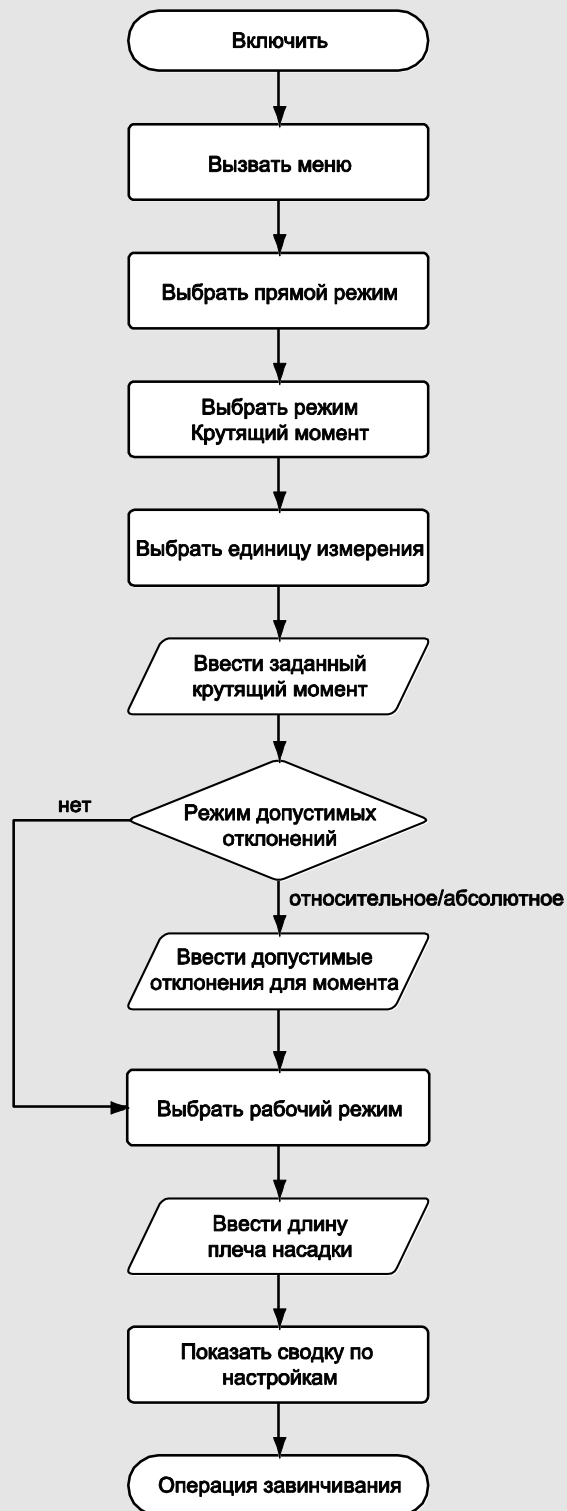 Включить
Вызвать меню
Выбрать прямой режим
Выбрать режим
Крутящий момент
Выбрать единицу измерения
Ввести заданный
крутящий момент
Режим допустимых
отклонений
нет
относительное/абсолютное
Ввести допустимые
отклонения для момента
Выбрать рабочий режим
Ввести длину
плеча насадки
Показать сводку по
настройкам
Операция завинчивания